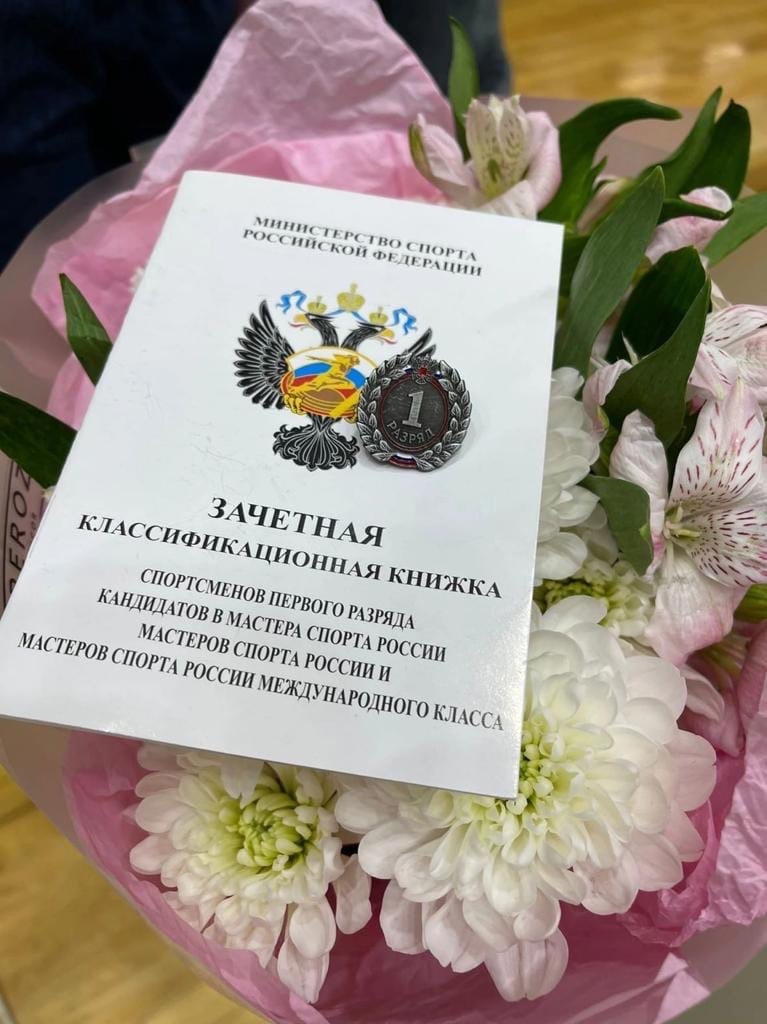 МИНИСТЕРСТВО СПОРТА
РОССИЙСКОЙ ФЕДЕРАЦИИ
1
РАЗРЯД
ЗАЧЕТНАЯ
КЛАССИФИКАЦИОННАЯ КНИЖКА
СПОРТСМЕНОВ ПЕРВОГО РАЗРЯДА
КАНДИДАТОВ В МАСТЕРА СПОРТА РОССИИ
МАСТЕРОВ СПОРТА РОССИИ И
МАСТЕРОВ СПОРТА РОССИИ МЕЖДУНАРОДНОГО КЛАССА